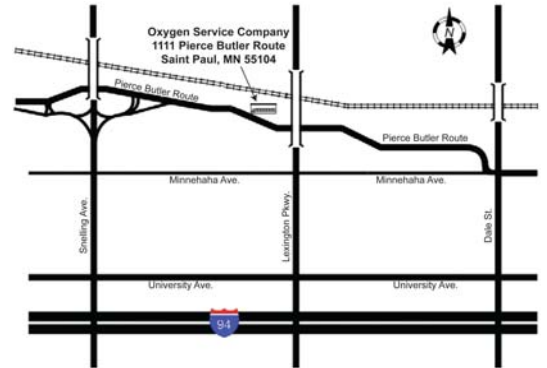 Oxygen Service Company
1111 Pierce Butler Route
Saint Paul, MN 55104
N
Pierce Butler Route
Pierce Butler Route
Minnehaha Ave.
Minnehaha Ave.
Snelling Ave.
Lexington Pkwy.
Dale St.
University Ave.
University Ave.
94